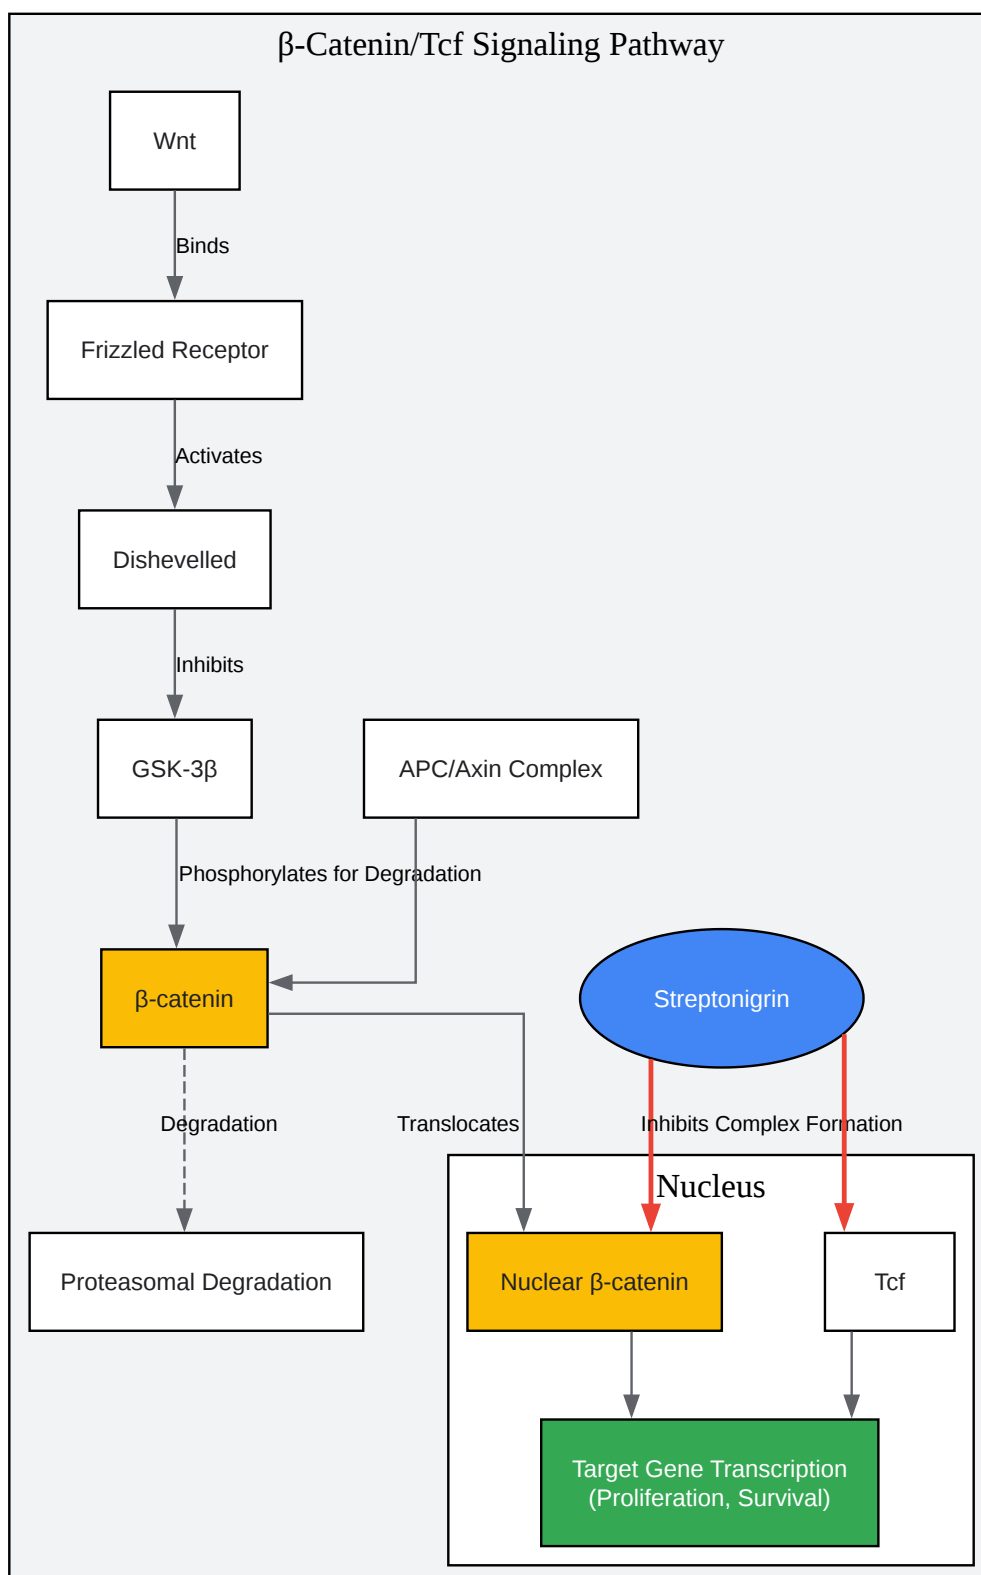 β-Catenin/Tcf Signaling Pathway
Wnt
Binds
Frizzled Receptor
Activates
Dishevelled
Inhibits
GSK-3β
APC/Axin Complex
Phosphorylates for Degradation
β-catenin
Streptonigrin
Degradation
Translocates
Inhibits Complex Formation
Nucleus
Proteasomal Degradation
Nuclear β-catenin
Tcf
Target Gene Transcription
(Proliferation, Survival)